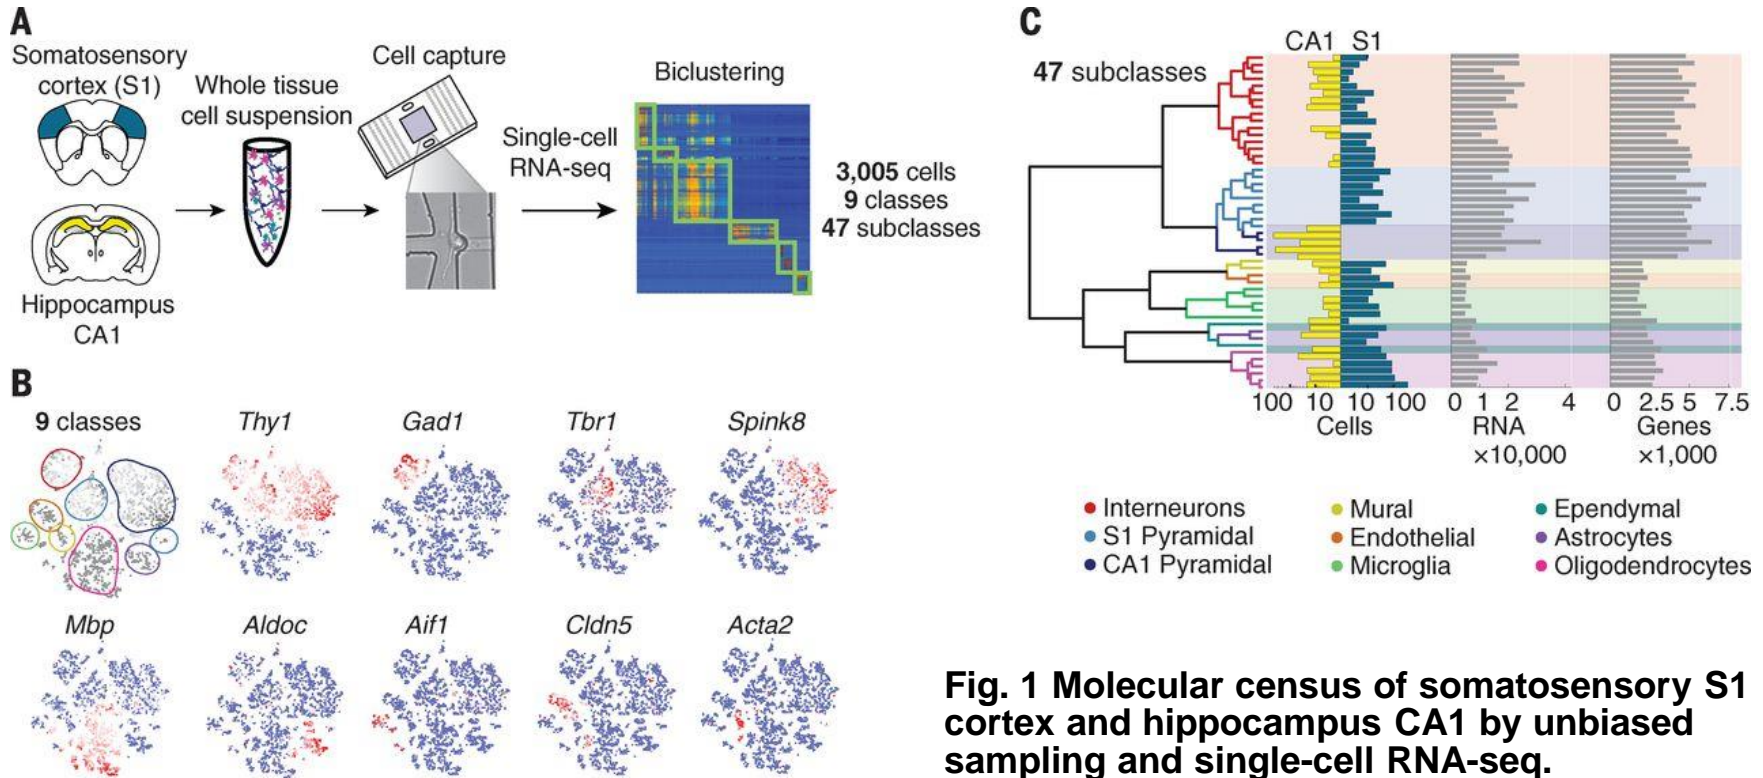 A
Somatosensory
cortex (S1)
Hippocampus
CA1
Whole tissue
cell suspension
Cell capture
Single-cell
RNA-seq
Biclustering
3,005 cells
9 classes
47 subclasses
B
9 classes
Thy1
Gad1
Tbr1
Spink8
Mbp
Aldoc
Aif1
Cldn5
Acta2
C
47 subclasses
CA1 S1
100 10 10 100
Cells
0 1 2 4
RNA
×10,000
0 2.5 5 7.5
Genes
×1,000
Interneurons
S1 Pyramidal
CA1 Pyramidal
Mural
Endothelial
Microglia
Ependymal
Astrocytes
Oligodendrocytes
Fig. 1 Molecular census of somatosensory S1
cortex and hippocampus CA1 by unbiased
sampling and single-cell RNA-seq.